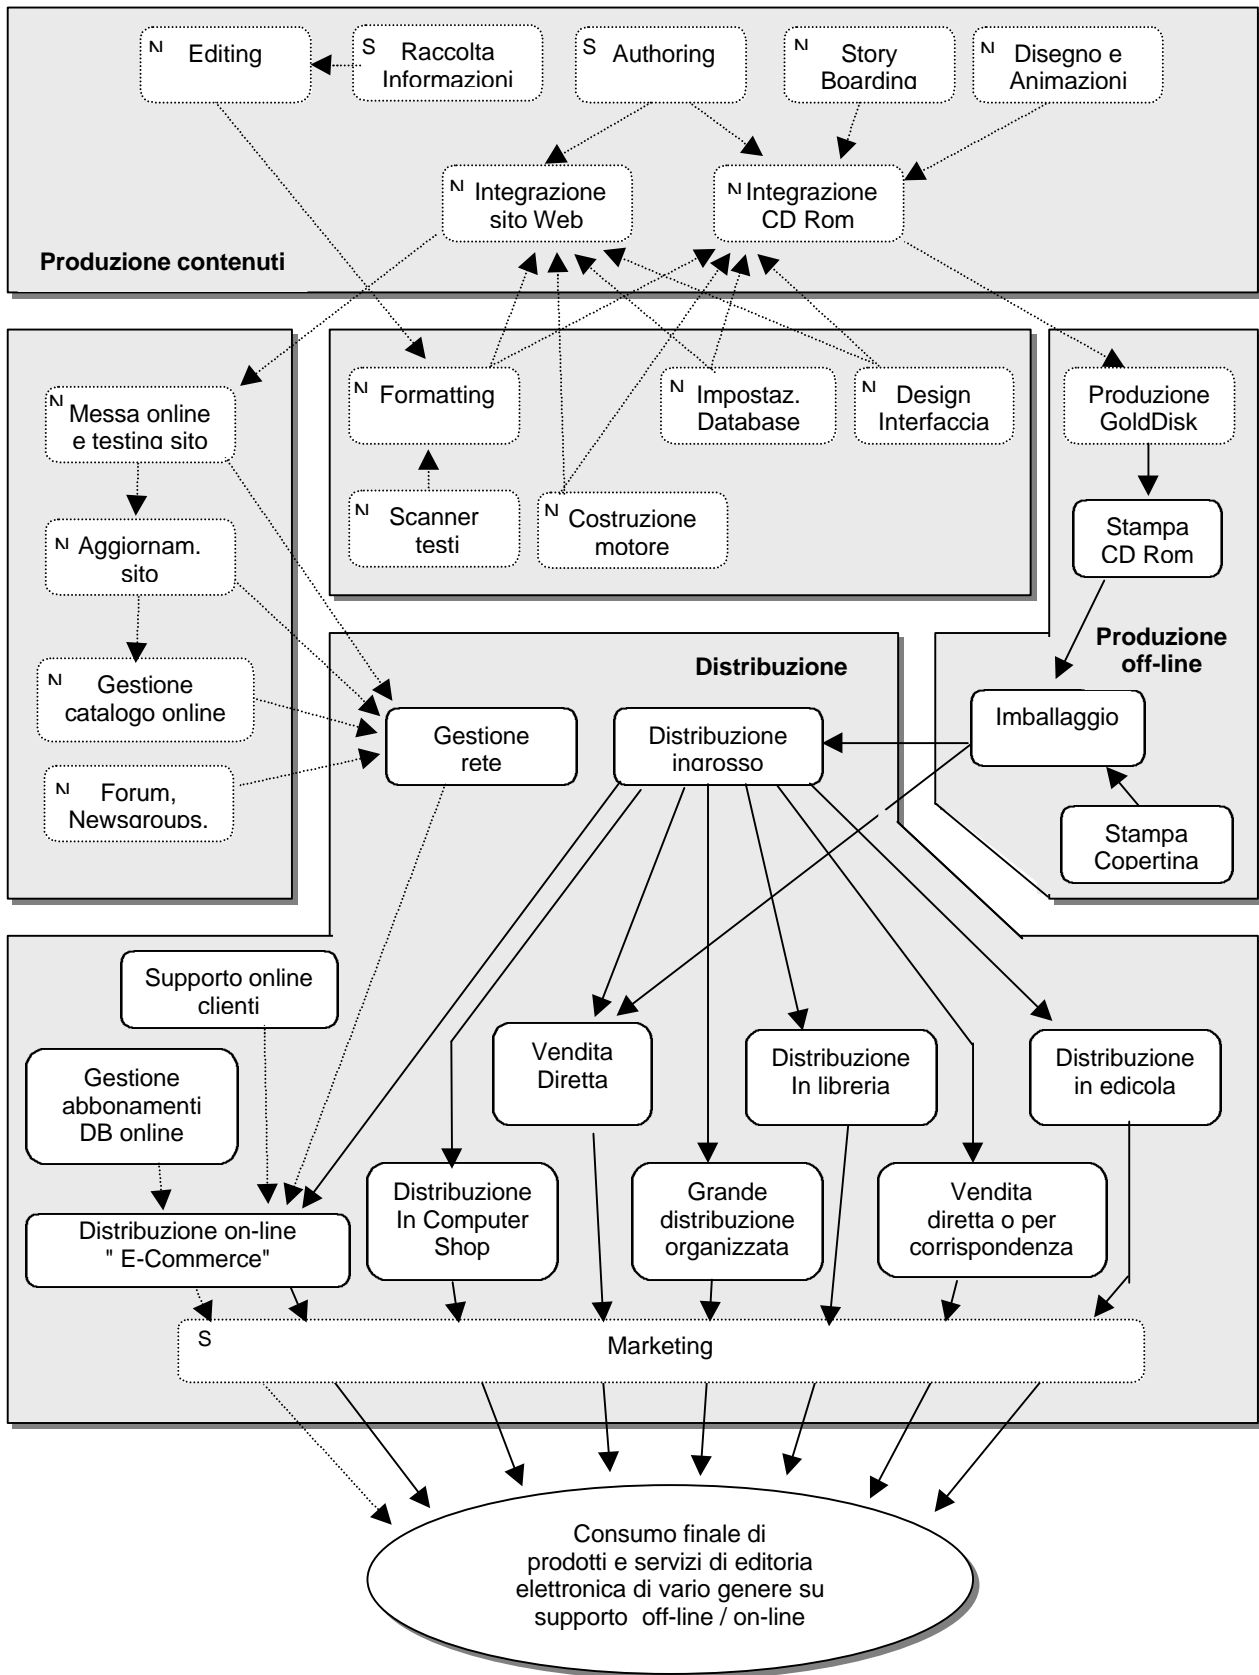 N Editing
S Raccolta
Informazioni
S Authoring
N Story
Boarding
N Disegno e
Animazioni
N Integrazione
sito Web
N Integrazione
CD Rom
Produzione contenuti
N Messa online
e testing sito
N Formatting
N Impostaz.
Database
N Design
Interfaccia
Produzione
GoldDisk
N Scanner
testi
N Costruzione
motore
Stampa
CD Rom
N Aggiornam.
sito
Produzione
off-line
Distribuzione
N Gestione
catalogo online
Gestione
rete
Distribuzione
ingrosso
Imballaggio
N Forum,
Newsgroups.
Stampa
Copertina
Supporto online
clienti
Gestione
abbonamenti
DB online
Vendita
Diretta
Distribuzione
In libreria
Distribuzione
in edicola
Distribuzione on-line
" E-Commerce"
Distribuzione
In Computer
Shop
Grande
distribuzione
organizzata
Vendita
diretta o per
corrispondenza
S Marketing
Consumo finale di
prodotti e servizi di editoria
elettronica di vario genere su
supporto off-line / on-line